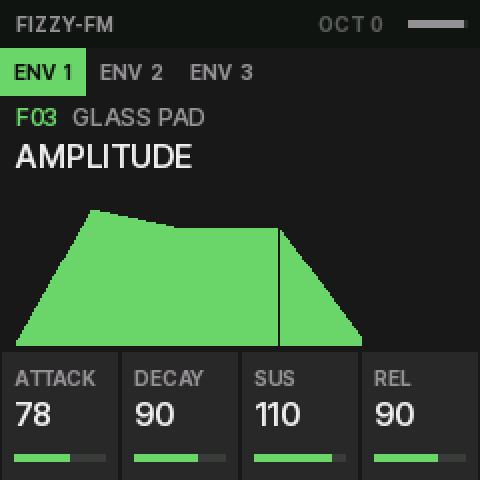 FIZZY-FM OCT 0
ENV 1 ENV 2 ENV 3
F03 GLASS PAD
AMPLITUDE
ATTACK DECAY SUS REL
78 90 110 90